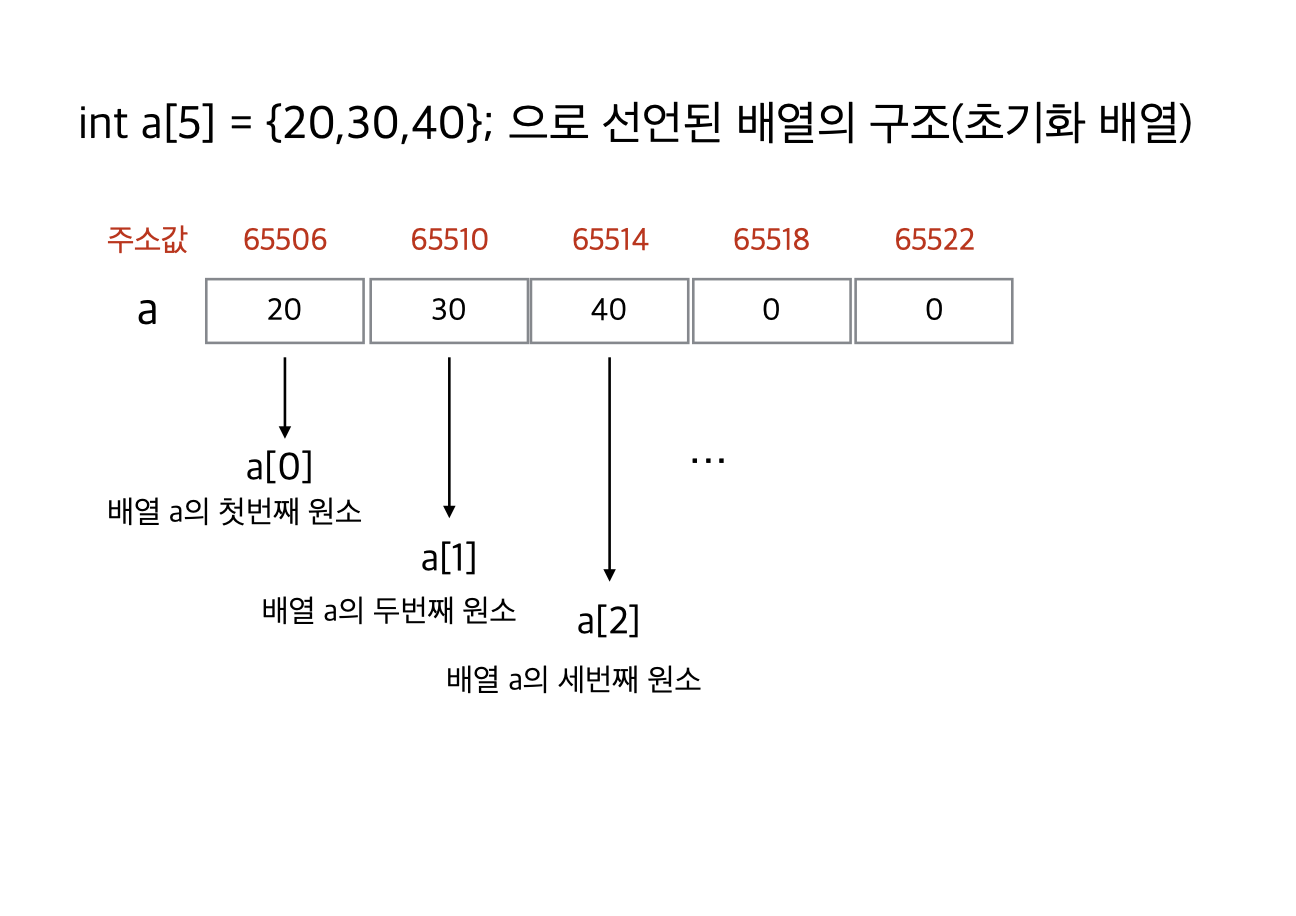 int a[5] = {20,30,40}; 으로 선언된 배열의 구조(초기화 배열)
주소값 65506 65510 65514 65518 65522
a 20 30 40 0 0
a[0]
배열 a의 첫번째 원소
...
a[1]
배열 a의 두번째 원소
a[2]
배열 a의 세번째 원소